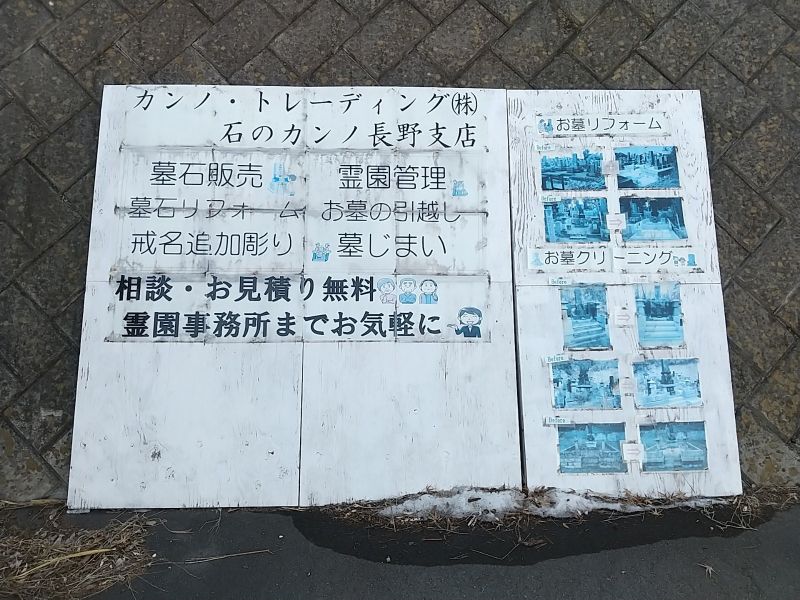 カンノ・トレーディング㈱
石のカンノ長野支店
墓石販売 霊園管理
墓石リフォーム お墓の引越し
戒名追加彫り 墓じまい
相談・お見積り無料
霊園事務所までお気軽に
お墓リフォーム
お墓クリーニング
Before
Before
Before